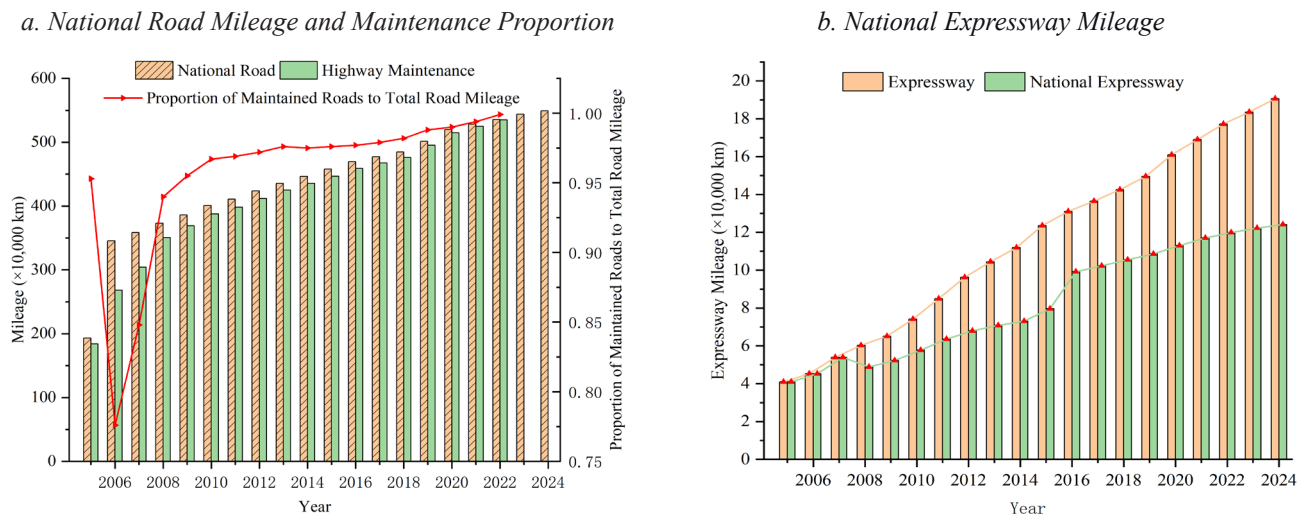 a. National Road Mileage and Maintenance Proportion
National Road
Highway Maintenance
Proportion of Maintained Roads to Total Road Mileage
600
500
400
300
200
100
0
Mileage (×10,000 km)
1.00
0.95
0.90
0.85
0.80
0.75
Proportion of Maintained Roads to Total Road Mileage
2006 2008 2010 2012 2014 2016 2018 2020 2022 2024
Year
b. National Expressway Mileage
Expressway
National Expressway
20
18
16
14
12
10
8
6
4
2
0
Expressway Mileage (×10,000 km)
2006 2008 2010 2012 2014 2016 2018 2020 2022 2024
Year